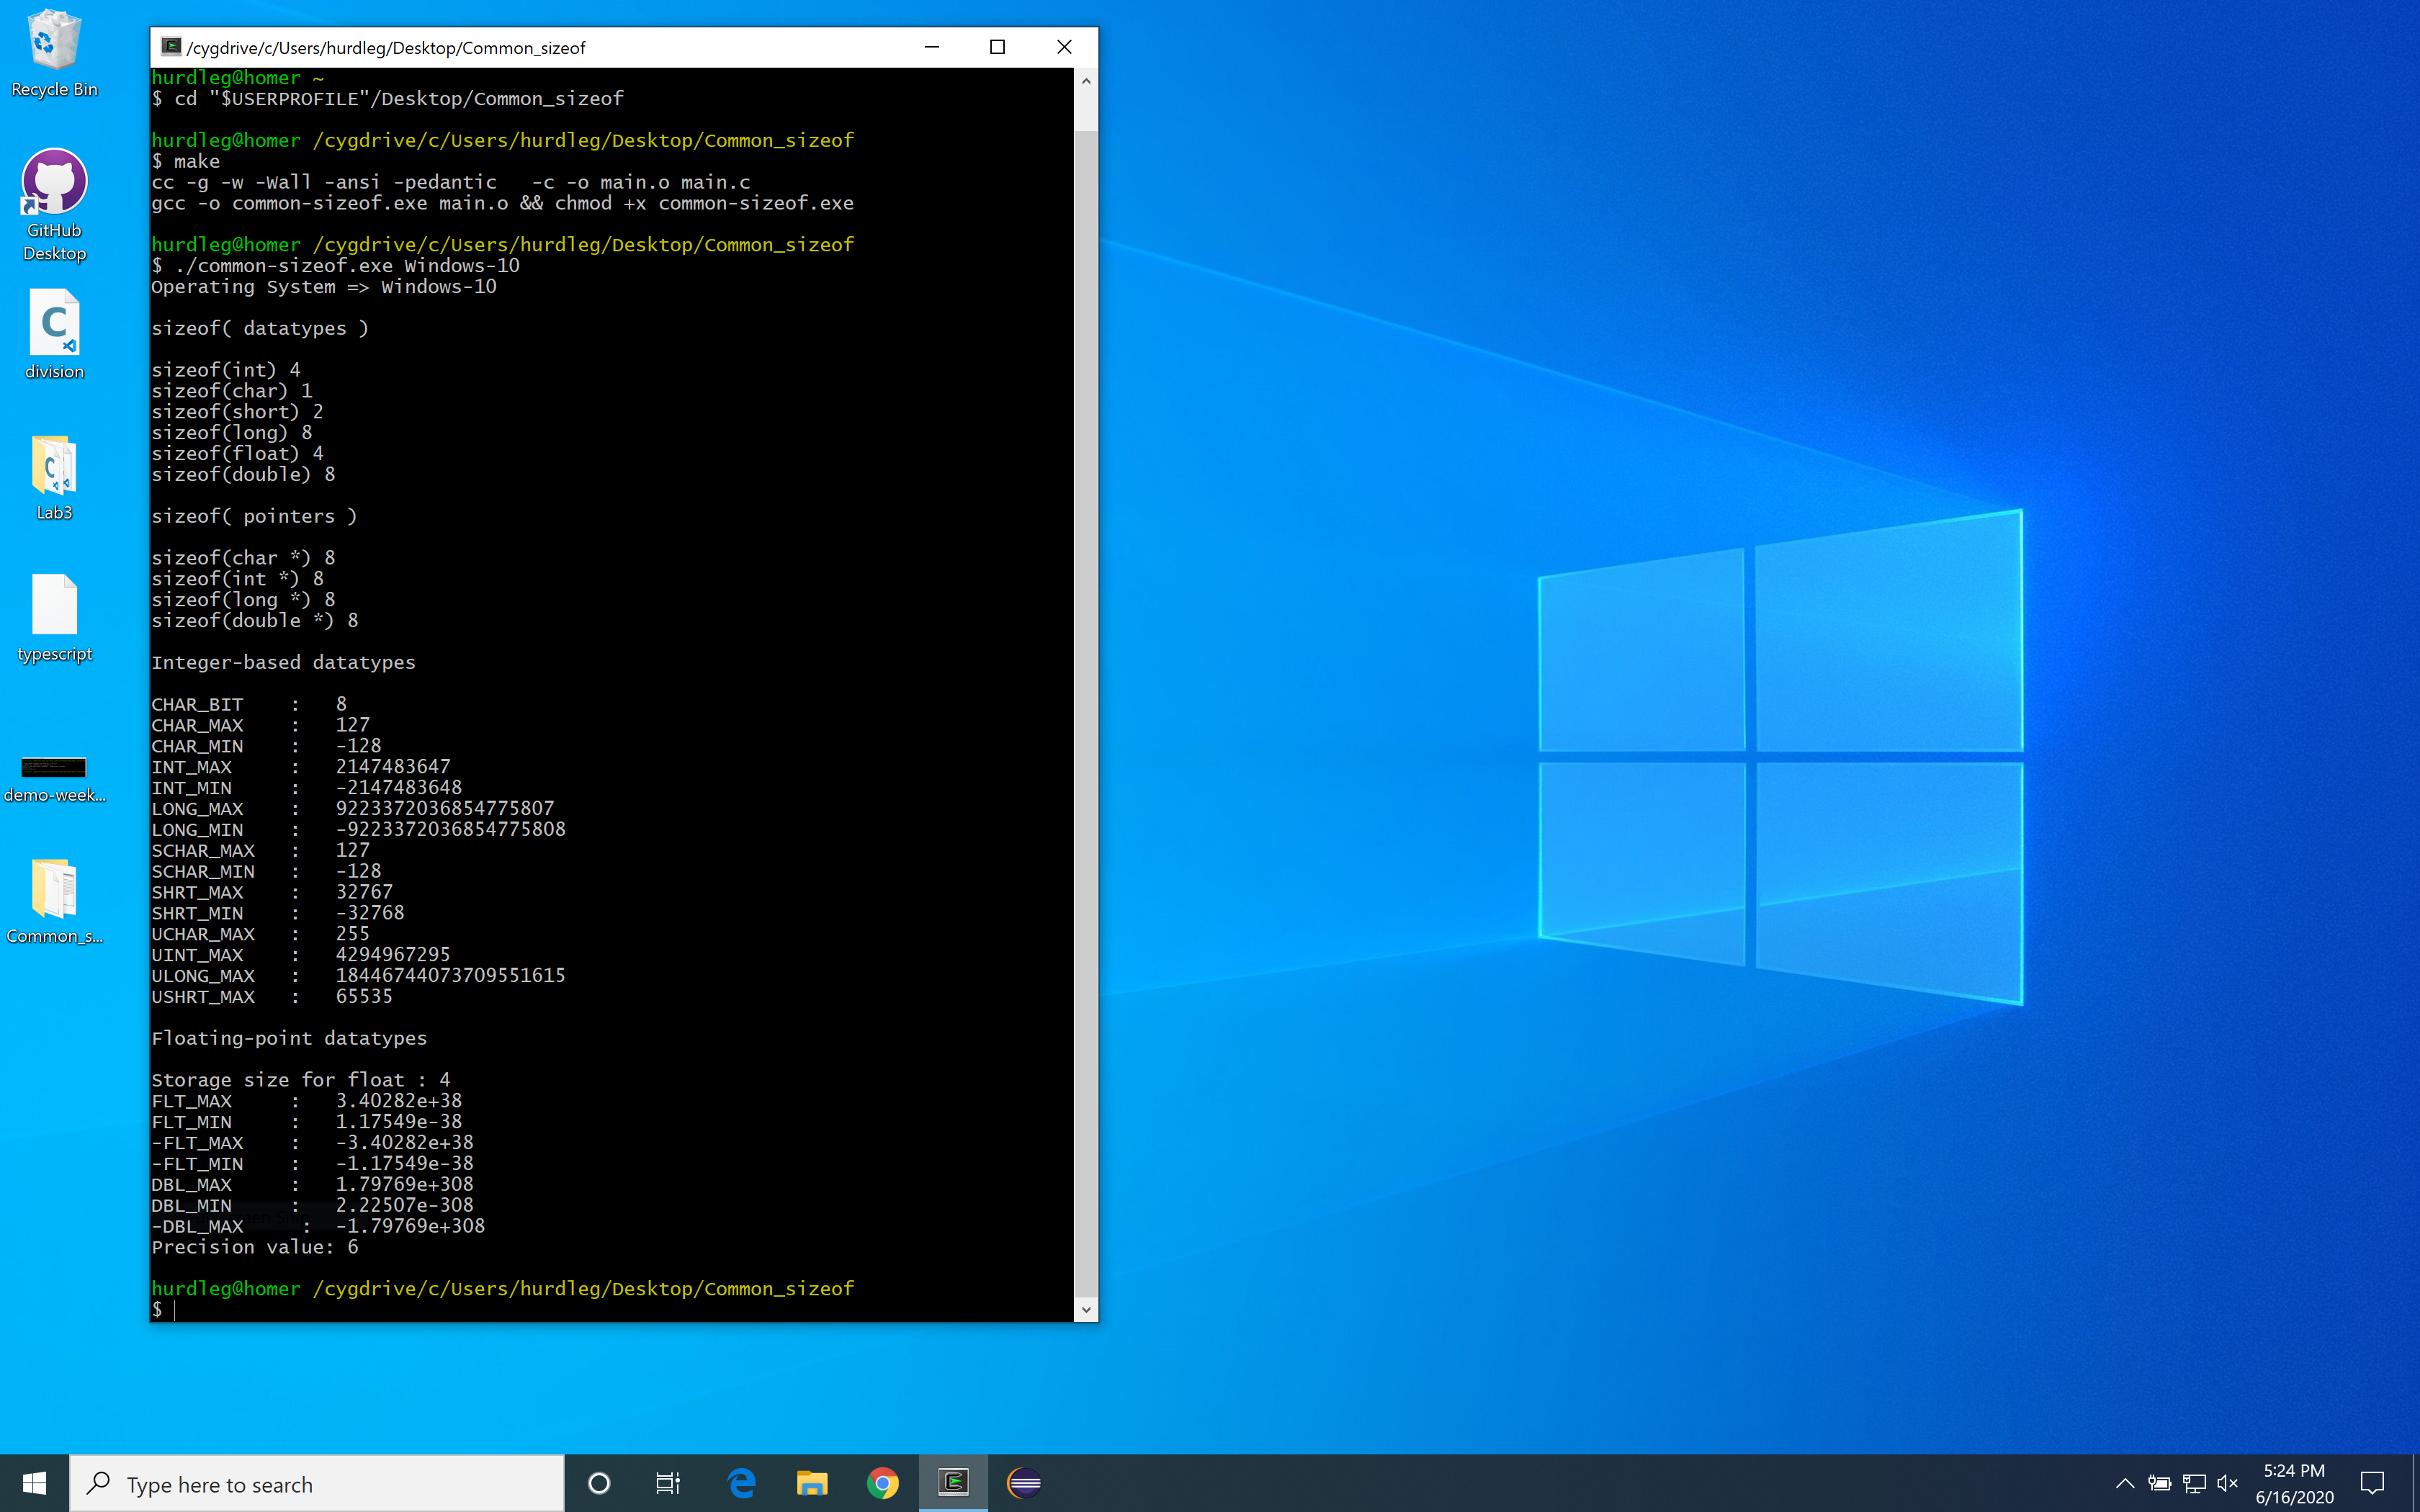 Recycle Bin
GitHub
Desktop
division
Lab3
typescript
demo-week...
Common_s...
/cygdrive/c/Users/hurdleg/Desktop/Common_sizeof
hurdleg@homer ~
$ cd "$USERPROFILE"/Desktop/Common_sizeof
hurdleg@homer /cygdrive/c/Users/hurdleg/Desktop/Common_sizeof
$ make
cc -g -w -Wall -ansi -pedantic   -c -o main.o main.c
gcc -o common-sizeof.exe main.o && chmod +x common-sizeof.exe
hurdleg@homer /cygdrive/c/Users/hurdleg/Desktop/Common_sizeof
$ ./common-sizeof.exe Windows-10
Operating System => Windows-10
sizeof( datatypes )
sizeof(int) 4
sizeof(char) 1
sizeof(short) 2
sizeof(long) 8
sizeof(float) 4
sizeof(double) 8
sizeof( pointers )
sizeof(char *) 8
sizeof(int *) 8
sizeof(long *) 8
sizeof(double *) 8
Integer-based datatypes
CHAR_BIT    :   8
CHAR_MAX    :   127
CHAR_MIN    :   -128
INT_MAX     :   2147483647
INT_MIN     :   -2147483648
LONG_MAX    :   9223372036854775807
LONG_MIN    :   -9223372036854775808
SCHAR_MAX   :   127
SCHAR_MIN   :   -128
SHRT_MAX    :   32767
SHRT_MIN    :   -32768
UCHAR_MAX   :   255
UINT_MAX    :   4294967295
ULONG_MAX   :   18446744073709551615
USHRT_MAX   :   65535
Floating-point datatypes
Storage size for float : 4
FLT_MAX     :   3.40282e+38
FLT_MIN     :   1.17549e-38
-FLT_MAX    :   -3.40282e+38
-FLT_MIN    :   -1.17549e-38
DBL_MAX     :   1.79769e+308
DBL_MIN     :   2.22507e-308
-DBL_MAX     :  -1.79769e+308
Precision value: 6
hurdleg@homer /cygdrive/c/Users/hurdleg/Desktop/Common_sizeof
$
Type here to search
5:24 PM
6/16/2020